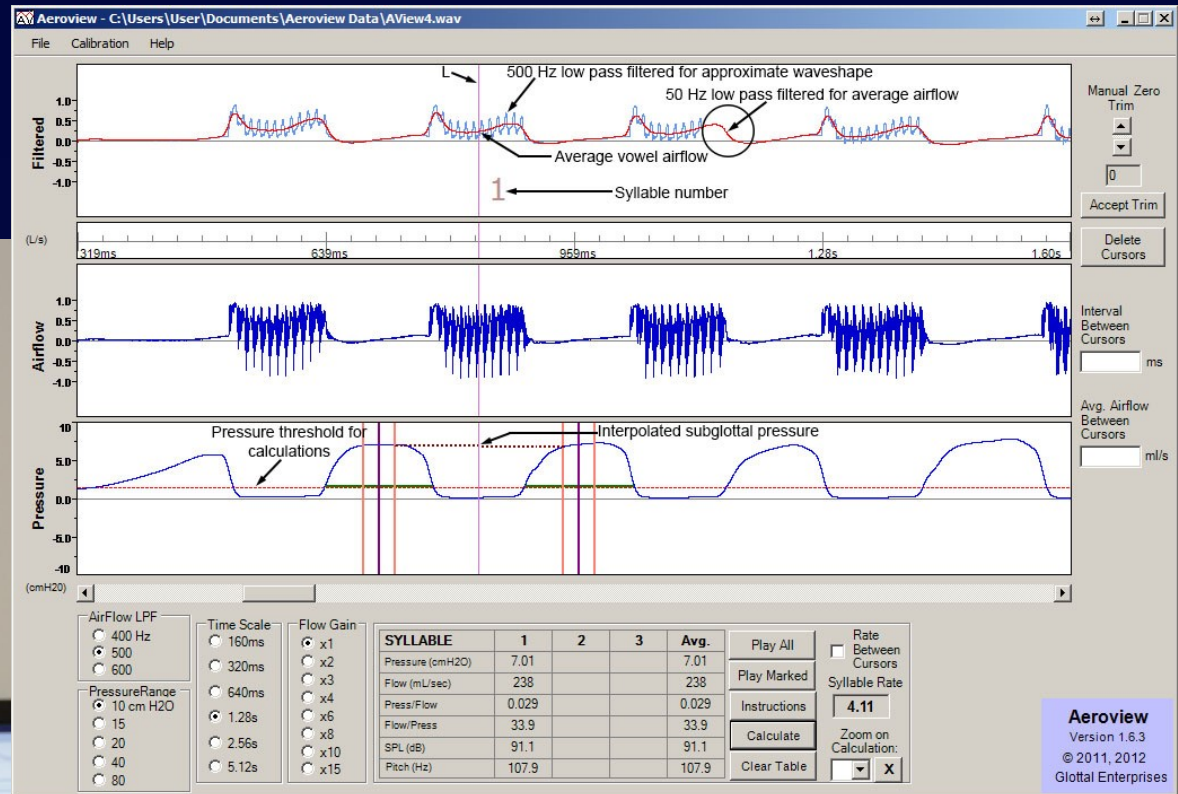 Aeroview - C:\Users\User\Documents\Aeroview Data\AView4.wav
File Calibration Help
L
500 Hz low pass filtered for approximate waveshape
50 Hz low pass filtered for average airflow
Average vowel airflow
1
Syllable number
Filtered
1.0
0.5
0.0
-0.5
-1.0
Manual Zero
Trim
0
Accept Trim
Delete
Cursors
(L/s)
319ms 639ms 959ms 1.28s 1.60s
Airflow
1.0
0.5
0.0
-0.5
-1.0
Interval
Between
Cursors
ms
Avg. Airflow
Between
Cursors
ml/s
Pressure threshold for
calculations
Interpolated subglottal pressure
Pressure
10
5.0
0.0
-5.0
-10
(cmH20)
AirFlow LPF
400 Hz
500
600
PressureRange
10 cm H2O
15
20
40
80
Time Scale
160ms
320ms
640ms
1.28s
2.56s
5.12s
Flow Gain
x1
x2
x3
x4
x6
x8
x10
x15
SYLLABLE 1 2 3 Avg.
Pressure (cmH2O) 7.01 7.01
Flow (mL/sec) 238 238
Press/Flow 0.029 0.029
Flow/Press 33.9 33.9
SPL (dB) 91.1 91.1
Pitch (Hz) 107.9 107.9
Play All
Play Marked
Instructions
Calculate
Clear Table
Rate
Between
Cursors
Syllable Rate
4.11
Zoom on
Calculation:
X
Aeroview
Version 1.6.3
© 2011, 2012
Glottal Enterprises